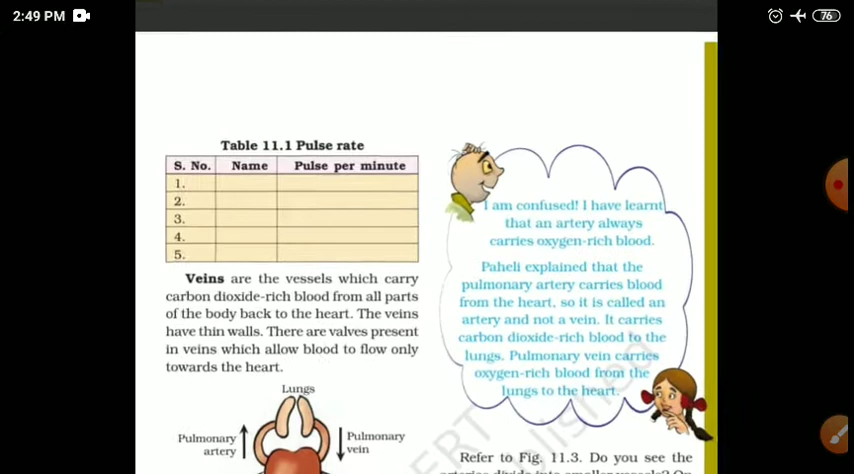 2:49 PM
76
Table 11.1 Pulse rate
S. No. Name Pulse per minute
1.
2.
3.
4.
5.
Veins are the vessels which carry
carbon dioxide-rich blood from all parts
of the body back to the heart. The veins
have thin walls. There are valves present
in veins which allow blood to flow only
towards the heart.
Lungs
Pulmonary
artery
Pulmonary
vein
I am confused! I have learnt
that an artery always
carries oxygen-rich blood.
Paheli explained that the
pulmonary artery carries blood
from the heart, so it is called an
artery and not a vein. It carries
carbon dioxide-rich blood to the
lungs. Pulmonary vein carries
oxygen-rich blood from the
lungs to the heart.
Refer to Fig. 11.3. Do you see the
arteries divide into smaller vessels? On